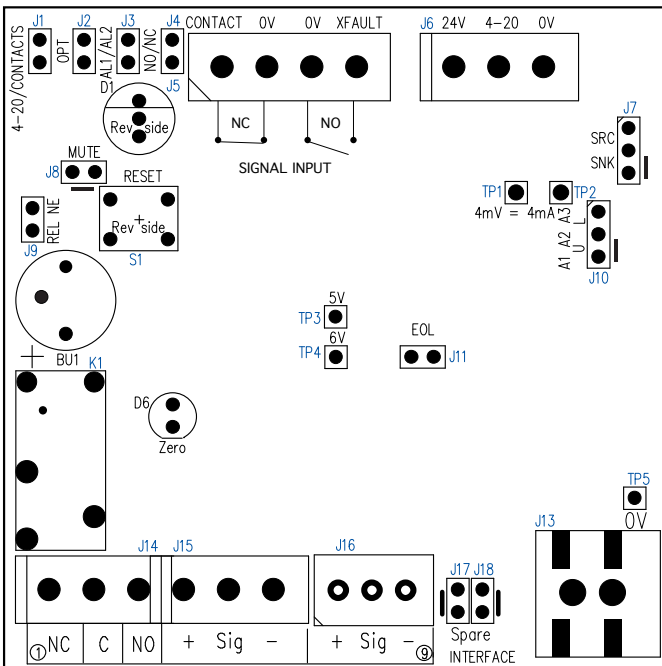 J1 J2 J3 J4 CONTACT 0V 0V XFAULT J6 24V 4-20 0V
4-20/CONTACTS OPT AL1/AL2 NO/NC
D1 J5
Rev side
NC NO
SIGNAL INPUT
J7
SRC
SNK
MUTE
J8
RESET
Rev side
+
S1
NE
REL
J9
TP1 TP2
4mV = 4mA
A3 L
A2
A1 U
J10
5V
TP3
6V
TP4
EOL
J11
+
BU1
K1
D6
Zero
TP5
0V
J13
J14 J15 J16 J17 J18
1 NC C NO + Sig - + Sig - 9
Spare
INTERFACE